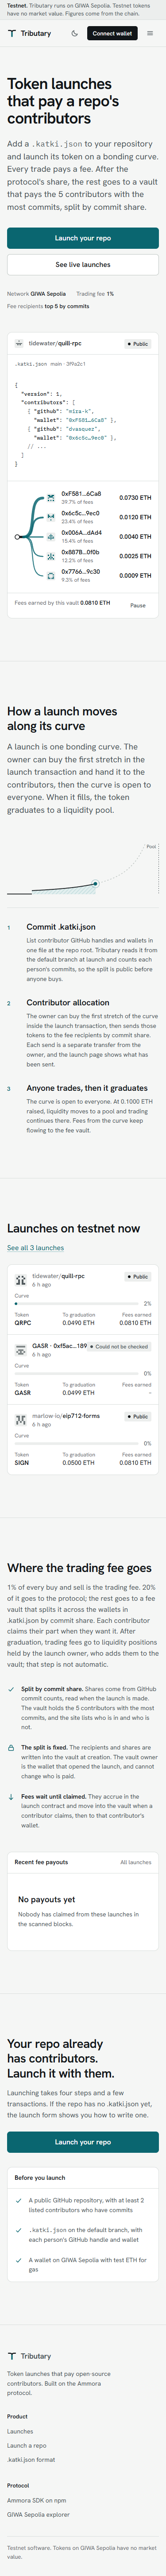 Testnet. Tributary runs on GIWA Sepolia. Testnet tokens
have no market value. Figures come from the chain.
Tributary
Connect wallet
Token launches
that pay a repo's
contributors
Add a .katki.json to your repository
and launch its token on a bonding curve.
Every trade pays a fee. After the
protocol's share, the rest goes to a vault
that pays the 5 contributors with the
most commits, split by commit share.
Launch your repo
See live launches
Network GIWA Sepolia
Trading fee 1%
Fee recipients top 5 by commits
tidewater/quill-rpc
Public
.katki.json · main · 3f9a2c1
{
"version": 1,
"contributors": [
{ "github": "mira-k",
"wallet": "0xF581…6Ca8" },
{ "github": "dvasquez",
"wallet": "0x6c5c…9ec0" },
// ...
]
}
0xF581…6Ca8
39.7% of fees
0.0730 ETH
0x6c5c…9ec0
23.4% of fees
0.0120 ETH
0x006A…dAd4
15.4% of fees
0.0040 ETH
0x887B…0f0b
12.2% of fees
0.0025 ETH
0x7766…9c30
9.3% of fees
0.0009 ETH
Fees earned by this vault 0.0810 ETH
Pause
How a launch moves
along its curve
A launch is one bonding curve. The
owner can buy the first stretch in the
launch transaction and hand it to the
contributors, then the curve is open to
everyone. When it fills, the token
graduates to a liquidity pool.
Pool
1
Commit .katki.json
List contributor GitHub handles and wallets in
one file at the repo root. Tributary reads it from
the default branch at launch and counts each
person's commits, so the split is public before
anyone buys.
2
Contributor allocation
The owner can buy the first stretch of the curve
inside the launch transaction, then sends those
tokens to the fee recipients by commit share.
Each send is a separate transfer from the
owner, and the launch page shows what has
been sent.
3
Anyone trades, then it graduates
The curve is open to everyone. At 0.1000 ETH
raised, liquidity moves to a pool and trading
continues there. Fees from the curve keep
flowing to the fee vault.
Launches on testnet now
See all 3 launches
tidewater/quill-rpc
Public
6 h ago
Curve
2%
Token
To graduation
Fees earned
QRPC
0.0490 ETH
0.0810 ETH
GASR · 0xf5ac…189
Could not be checked
6 h ago
Curve
0%
Token
To graduation
Fees earned
GASR
0.0499 ETH
-
marlow-io/eip712-forms
Public
6 h ago
Curve
0%
Token
To graduation
Fees earned
SIGN
0.0500 ETH
0.0810 ETH
Where the trading fee goes
1% of every buy and sell is the trading fee. 20%
of it goes to the protocol; the rest goes to a fee
vault that splits it across the wallets in
.katki.json by commit share. Each contributor
claims their part when they want it. After
graduation, trading fees go to liquidity positions
held by the launch owner, who adds them to the
vault; that step is not automatic.
Split by commit share. Shares come from GitHub
commit counts, read when the launch is made.
The vault holds the 5 contributors with the most
commits, and the site lists who is in and who is
not.
The split is fixed. The recipients and shares are
written into the vault at creation. The vault owner
is the wallet that opened the launch, and cannot
change who is paid.
Fees wait until claimed. They accrue in the
launch contract and move into the vault when a
contributor claims, then to that contributor's
wallet.
Recent fee payouts
All launches
No payouts yet
Nobody has claimed from these launches in
the scanned blocks.
Your repo already
has contributors.
Launch it with them.
Launching takes four steps and a few
transactions. If the repo has no .katki.json yet,
the launch form shows you how to write one.
Launch your repo
Before you launch
A public GitHub repository, with at least 2
listed contributors who have commits
.katki.json on the default branch, with
each person's GitHub handle and wallet
A wallet on GIWA Sepolia with test ETH for
gas
Tributary
Token launches that pay open source
contributors. Built on the Ammora
protocol.
Product
Launches
Launch a repo
.katki.json format
Protocol
Ammora SDK on npm
GIWA Sepolia explorer
Testnet software. Tokens on GIWA Sepolia have no market
value.